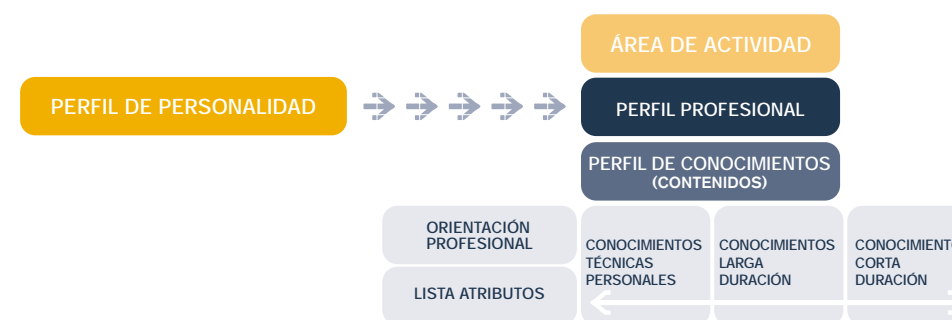 ÁREA DE ACTIVIDAD
PERFIL DE PERSONALIDAD
PERFIL PROFESIONAL
PERFIL DE CONOCIMIENTOS
(CONTENIDOS)
ORIENTACIÓN
PROFESIONAL
LISTA ATRIBUTOS
CONOCIMIENTOS
TÉCNICAS
PERSONALES
CONOCIMIENTOS
LARGA
DURACIÓN
CONOCIMIENTO
CORTA
DURACIÓN